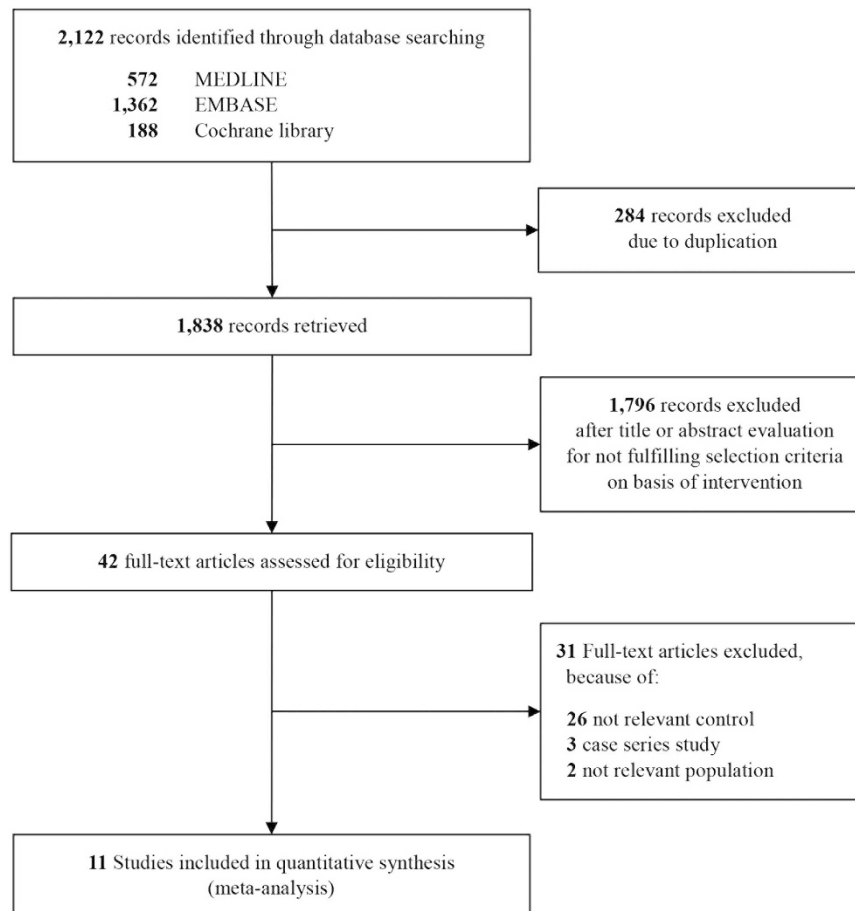 2,122 records identified through database searching
572 MEDLINE
1,362 EMBASE
188 Cochrane library
284 records excluded
due to duplication
1,838 records retrieved
1,796 records excluded
after title or abstract evaluation
for not fulfilling selection criteria
on basis of intervention
42 full-text articles assessed for eligibility
31 Full-text articles excluded,
because of:
26 not relevant control
3 case series study
2 not relevant population
11 Studies included in quantitative synthesis
(meta-analysis)